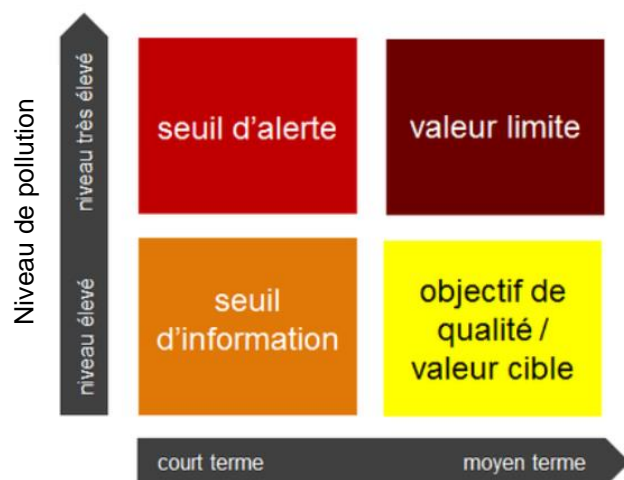 Niveau de pollution
niveau très élevé
niveau élevé
seuil d'alerte
valeur limite
seuil
d'information
objectif de
qualité /
valeur cible
court terme
moyen terme